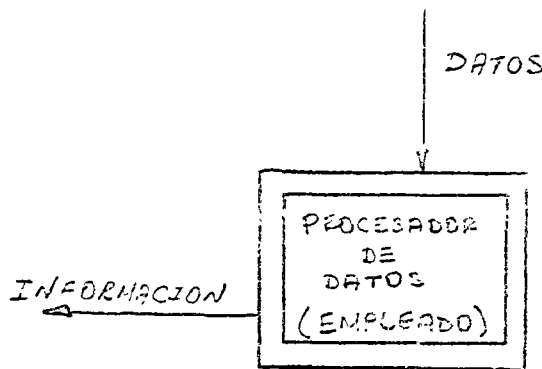 DATOS
PROCESADOR
DE
DATOS
(EMPLEADO)
INFORMACION